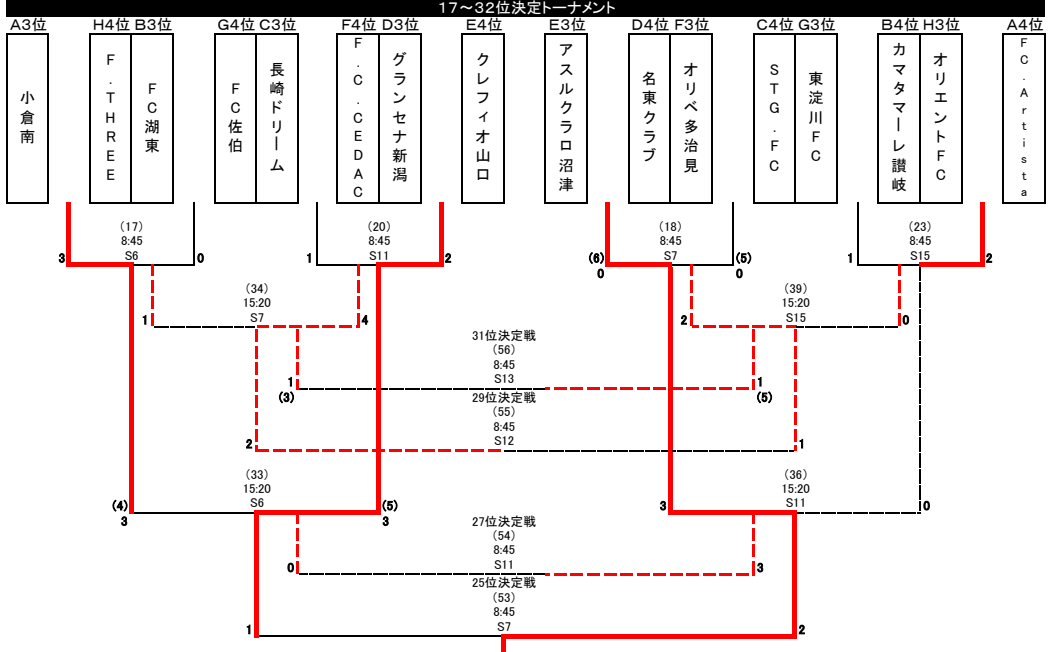 17～32位決定トーナメント
A3位 H4位 B3位 G4位 C3位 F4位 D3位 E4位 E3位 D4位 F3位 C4位 G3位 B4位 H3位 A4位
小倉南
F.THREE
FC湖東
FC佐伯
長崎ドリーム
F.C.CEDAC
グランセナ新潟
クレフィオ山口
アスルクラロ沼津
名東クラブ
オリベ多治見
STG.FC
東淀川FC
カマタマーレ讃岐
オリエントFC
FC.Artista
(17) (20) (18) (23)
8:45 8:45 8:45 8:45
3 S6 0 1 S11 2 (6) S7 (5) 1 S15 2
0 0
(34) (39)
15:20 15:20
1 S7 4 2 S15 0
31位決定戦
(56)
8:45
1 S13 1
(3) (5)
29位決定戦
(55)
8:45
2 S12 1
(33) (36)
15:20 15:20
(4) S6 (5) 3 S11 0
3 3
27位決定戦
(54)
8:45
0 S11 3
25位決定戦
(53)
8:45
1 S7 2